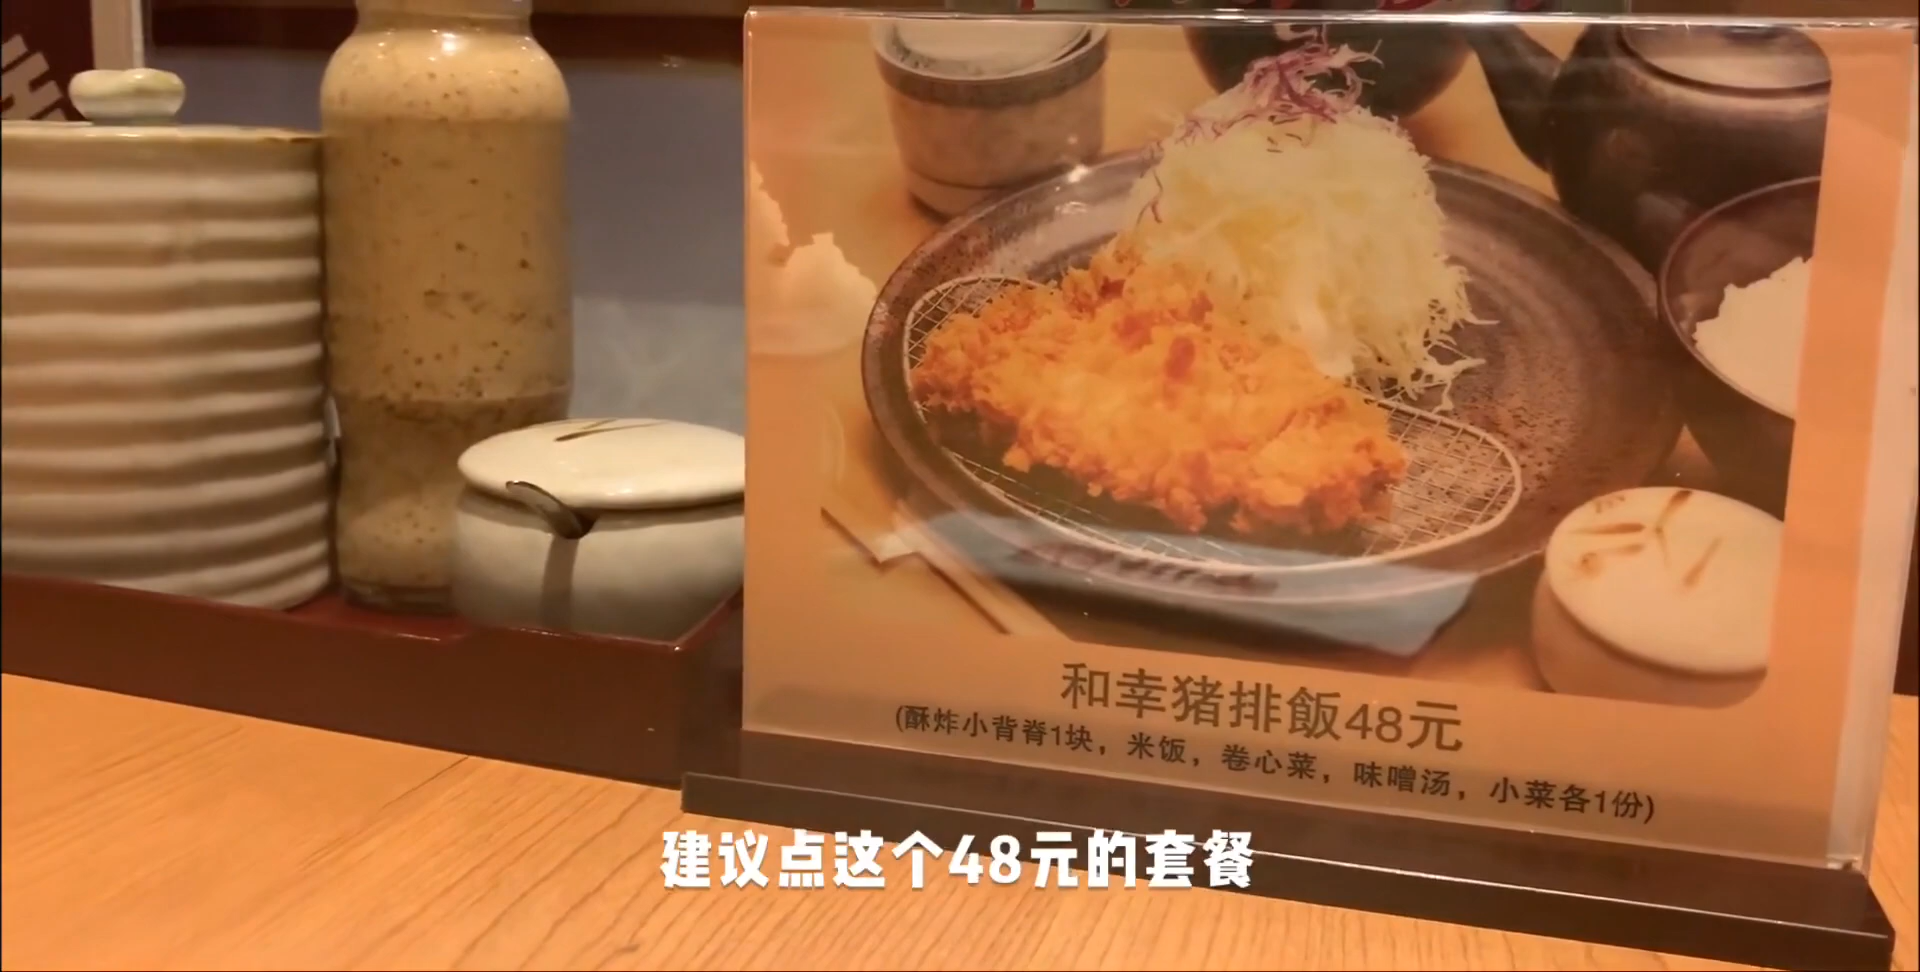 和幸猪排飯48元
(酥炸小背脊1块，米饭，卷心菜，味噌汤，小菜各1份)
建议点这个48元的套餐